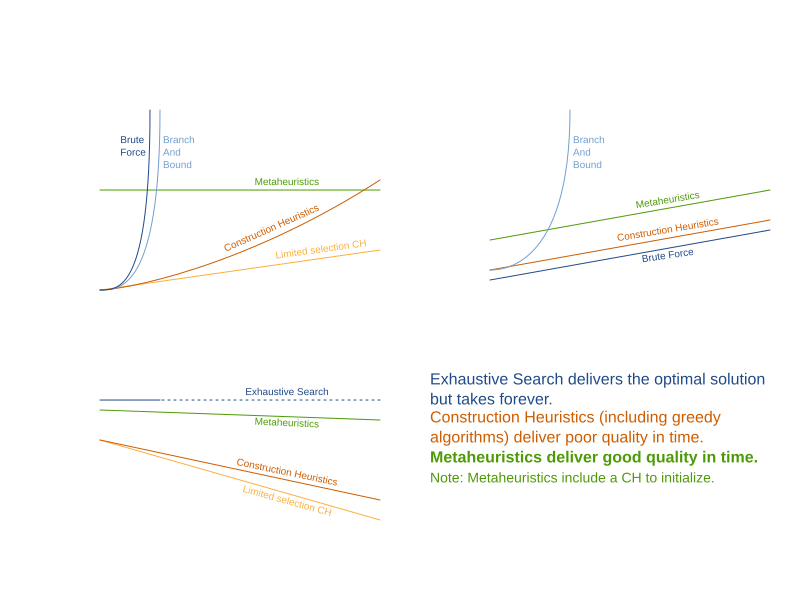 Brute
Force
Branch
And
Bound
Metaheuristics
Construction Heuristics
Limited selection CH
Branch
And
Bound
Metaheuristics
Construction Heuristics
Brute Force
Exhaustive Search
Metaheuristics
Construction Heuristics
Limited selection CH
Exhaustive Search delivers the optimal solution
but takes forever.
Construction Heuristics (including greedy
algorithms) deliver poor quality in time.
Metaheuristics deliver good quality in time.
Note: Metaheuristics include a CH to initialize.